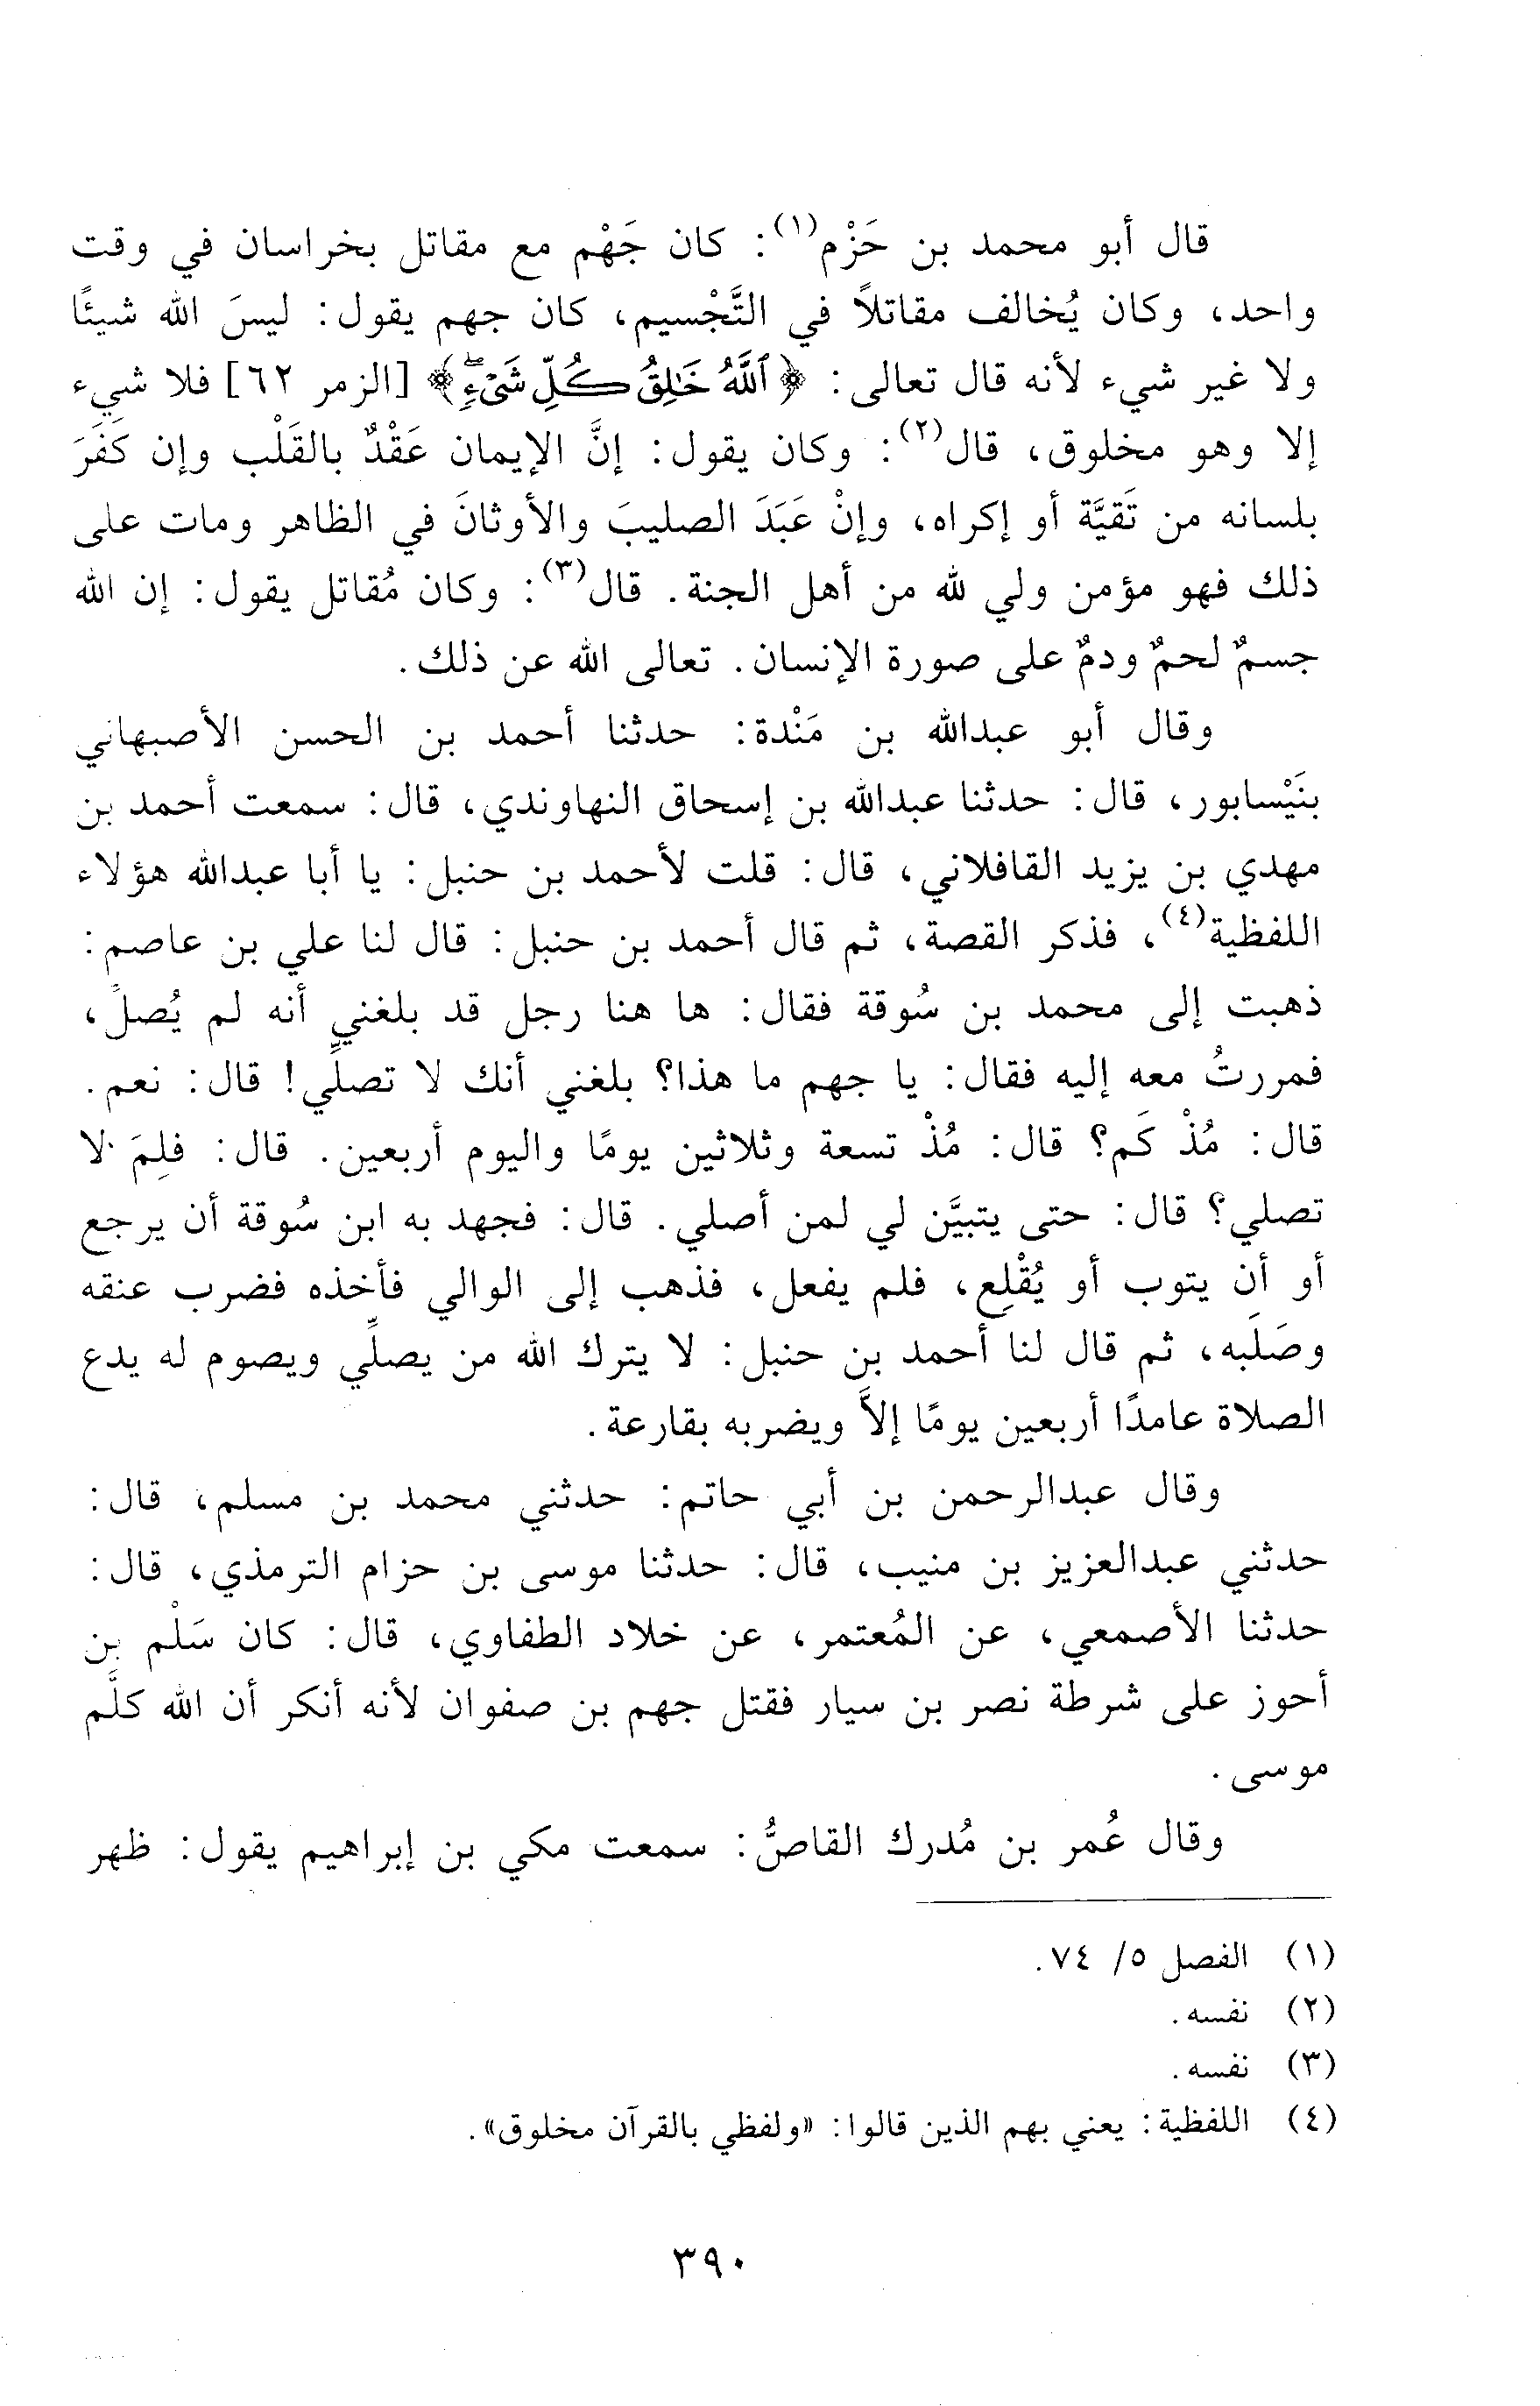 قال أبو محمد بن حَزْم(١): كان جَهْم مع مقاتل بخراسان في وقت
واحد، وكان يُخالف مقاتلاً في التَّجْسيم، كان جهم يقول: ليسَ الله شيئًا
ولا غير شيء لأنه قال تعالى: ﴿ٱللَّهُ خَٰلِقُ كُلِّ شَىْءٍۖ﴾ [الزمر ٦٢] فلا شيء
إلا وهو مخلوق، قال(٢): وكان يقول: إنَّ الإيمان عَقْدٌ بالقَلْب وإن كَفَرَ
بلسانه من تَقيَّة أو إكراه، وإنْ عَبَدَ الصليبَ والأوثانَ في الظاهر ومات على
ذلك فهو مؤمن ولي لله من أهل الجنة. قال(٣): وكان مُقاتل يقول: إن الله
جسمٌ لحمٌ ودمٌ على صورة الإنسان. تعالى الله عن ذلك.
وقال أبو عبدالله بن مَنْدة: حدثنا أحمد بن الحسن الأصبهاني
بنَيْسابور، قال: حدثنا عبدالله بن إسحاق النهاوندي، قال: سمعت أحمد بن
مهدي بن يزيد القافلاني، قال: قلت لأحمد بن حنبل: يا أبا عبدالله هؤلاء
اللفظية(٤)، فذكر القصة، ثم قال أحمد بن حنبل: قال لنا علي بن عاصم:
ذهبت إلى محمد بن سُوقة فقال: ها هنا رجل قد بلغني أنه لم يُصلِّ،
فمررتُ معه إليه فقال: يا جهم ما هذا؟ بلغني أنك لا تصلِّي! قال: نعم.
قال: مُذْ كَم؟ قال: مُذْ تسعة وثلاثين يومًا واليوم أربعين. قال: فلِمَ لا
تصلي؟ قال: حتى يتبيَّن لي لمن أصلي. قال: فجهد به ابن سُوقة أن يرجع
أو أن يتوب أو يُقْلِع، فلم يفعل، فذهب إلى الوالي فأخذه فضرب عنقه
وصَلَبه، ثم قال لنا أحمد بن حنبل: لا يترك الله من يصلِّي ويصوم له يدع
الصلاة عامدًا أربعين يومًا إلاَّ ويضربه بقارعة.
وقال عبدالرحمن بن أبي حاتم: حدثني محمد بن مسلم، قال:
حدثني عبدالعزيز بن منيب، قال: حدثنا موسى بن حزام الترمذي، قال:
حدثنا الأصمعي، عن المُعتمر، عن خلاد الطفاوي، قال: كان سَلْم بن
أحوز على شرطة نصر بن سيار فقتل جهم بن صفوان لأنه أنكر أن الله كلَّم
موسى.
وقال عُمر بن مُدرك القاصُّ: سمعت مكي بن إبراهيم يقول: ظهر
(١) الفصل ٥/ ٧٤.
(٢) نفسه.
(٣) نفسه.
(٤) اللفظية: يعني بهم الذين قالوا: «ولفظي بالقرآن مخلوق».
٣٩٠